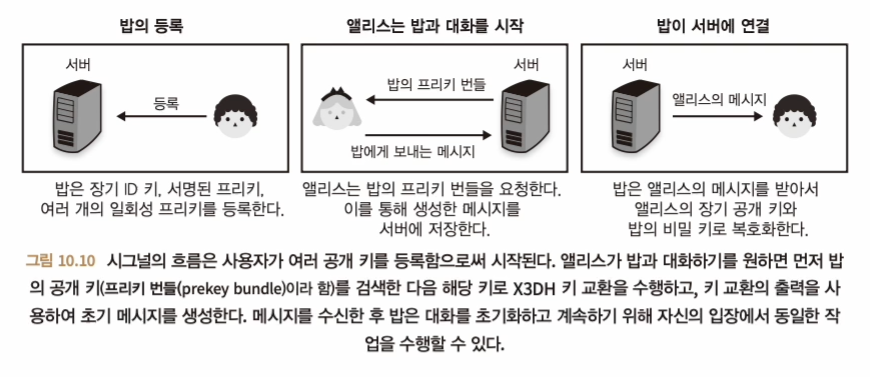 밥의 등록
앨리스는 밥과 대화를 시작
밥이 서버에 연결
서버
등록
서버
밥의 프리키 번들
밥에게 보내는 메시지
서버
앨리스의 메시지
밥은 장기 ID 키, 서명된 프리키,
여러 개의 일회성 프리키를 등록한다.
앨리스는 밥의 프리키 번들을 요청한다.
이를 통해 생성한 메시지를
서버에 저장한다.
밥은 앨리스의 메시지를 받아서
앨리스의 장기 공개 키와
밥의 비밀 키로 복호화한다.
그림 10.10 시그널의 흐름은 사용자가 여러 공개 키를 등록함으로써 시작된다. 앨리스가 밥과 대화하기를 원하면 먼저 밥
의 공개 키(프리키 번들(prekey bundle)이라 함)를 검색한 다음 해당 키로 X3DH 키 교환을 수행하고, 키 교환의 출력을 사
용하여 초기 메시지를 생성한다. 메시지를 수신한 후 밥은 대화를 초기화하고 계속하기 위해 자신의 입장에서 동일한 작
업을 수행할 수 있다.